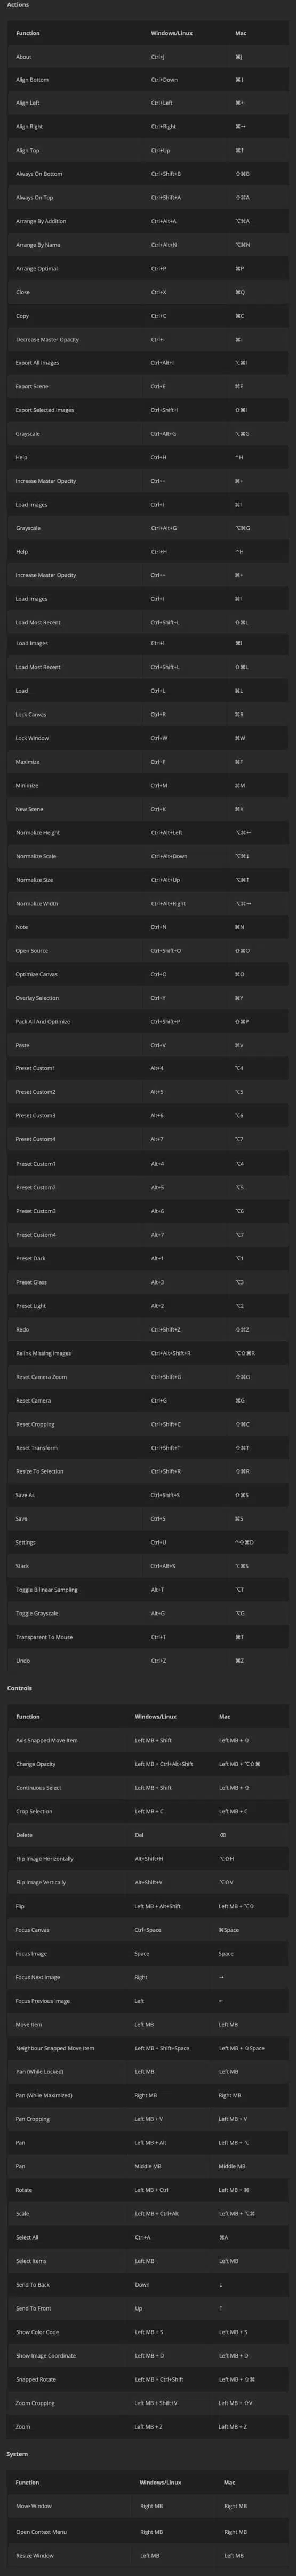 Actions
Function Windows/Linux Mac
About Ctrl+J ⌘J
Align Bottom Ctrl+Down ⌘↓
Align Left Ctrl+Left ⌘←
Align Right Ctrl+Right ⌘→
Align Top Ctrl+Up ⌘↑
Always On Bottom Ctrl+Shift+B ⇧⌘B
Always On Top Ctrl+Shift+A ⇧⌘A
Arrange By Addition Ctrl+Alt+A ⌥⌘A
Arrange By Name Ctrl+Alt+N ⌥⌘N
Arrange Optimal Ctrl+P ⌘P
Close Ctrl+X ⌘Q
Copy Ctrl+C ⌘C
Decrease Master Opacity Ctrl+- ⌘-
Export All Images Ctrl+Alt+I ⌥⌘I
Export Scene Ctrl+E ⌘E
Export Selected Images Ctrl+Shift+I ⇧⌘I
Grayscale Ctrl+Alt+G ⌥⌘G
Help Ctrl+H ^H
Increase Master Opacity Ctrl++ ⌘+
Load Images Ctrl+I ⌘I
Grayscale Ctrl+Alt+G ⌥⌘G
Help Ctrl+H ^H
Increase Master Opacity Ctrl++ ⌘+
Load Images Ctrl+I ⌘I
Load Most Recent Ctrl+Shift+L ⇧⌘L
Load Images Ctrl+I ⌘I
Load Most Recent Ctrl+Shift+L ⇧⌘L
Load Ctrl+L ⌘L
Lock Canvas Ctrl+R ⌘R
Lock Window Ctrl+W ⌘W
Maximize Ctrl+F ⌘F
Minimize Ctrl+M ⌘M
New Scene Ctrl+K ⌘K
Normalize Height Ctrl+Alt+Left ⌥⌘←
Normalize Scale Ctrl+Alt+Down ⌥⌘↓
Normalize Size Ctrl+Alt+Up ⌥⌘↑
Normalize Width Ctrl+Alt+Right ⌥⌘→
Note Ctrl+N ⌘N
Open Source Ctrl+Shift+O ⇧⌘O
Optimize Canvas Ctrl+O ⌘O
Overlay Selection Ctrl+Y ⌘Y
Pack All And Optimize Ctrl+Shift+P ⇧⌘P
Paste Ctrl+V ⌘V
Preset Custom1 Alt+4 ⌥4
Preset Custom2 Alt+5 ⌥5
Preset Custom3 Alt+6 ⌥6
Preset Custom4 Alt+7 ⌥7
Preset Custom1 Alt+4 ⌥4
Preset Custom2 Alt+5 ⌥5
Preset Custom3 Alt+6 ⌥6
Preset Custom4 Alt+7 ⌥7
Preset Dark Alt+1 ⌥1
Preset Glass Alt+3 ⌥3
Preset Light Alt+2 ⌥2
Redo Ctrl+Shift+Z ⇧⌘Z
Relink Missing Images Ctrl+Alt+Shift+R ⌥⇧⌘R
Reset Camera Zoom Ctrl+Shift+G ⇧⌘G
Reset Camera Ctrl+G ⌘G
Reset Cropping Ctrl+Shift+C ⇧⌘C
Reset Transform Ctrl+Shift+T ⇧⌘T
Resize To Selection Ctrl+Shift+R ⇧⌘R
Save As Ctrl+Shift+S ⇧⌘S
Save Ctrl+S ⌘S
Settings Ctrl+U ^⇧⌘D
Stack Ctrl+Alt+S ⌥⌘S
Toggle Bilinear Sampling Alt+T ⌥T
Toggle Grayscale Alt+G ⌥G
Transparent To Mouse Ctrl+T ⌘T
Undo Ctrl+Z ⌘Z
Controls
Function Windows/Linux Mac
Axis Snapped Move Item Left MB + Shift Left MB + ⇧
Change Opacity Left MB + Ctrl+Alt+Shift Left MB + ⌥⇧⌘
Continuous Select Left MB + Shift Left MB + ⇧
Crop Selection Left MB + C Left MB + C
Delete Del ⌫
Flip Image Horizontally Alt+Shift+H ⌥⇧H
Flip Image Vertically Alt+Shift+V ⌥⇧V
Flip Left MB + Alt+Shift Left MB + ⌥⇧
Focus Canvas Ctrl+Space ⌘Space
Focus Image Space Space
Focus Next Image Right →
Focus Previous Image Left ←
Move Item Left MB Left MB
Neighbour Snapped Move Item Left MB + Shift+Space Left MB + ⇧Space
Pan (While Locked) Left MB Left MB
Pan (While Maximized) Right MB Right MB
Pan Cropping Left MB + V Left MB + V
Pan Left MB + Alt Left MB + ⌥
Pan Middle MB Middle MB
Rotate Left MB + Ctrl Left MB + ⌘
Scale Left MB + Ctrl+Alt Left MB + ⌥⌘
Select All Ctrl+A ⌘A
Select Items Left MB Left MB
Send To Back Down ↓
Send To Front Up ↑
Show Color Code Left MB + S Left MB + S
Show Image Coordinate Left MB + D Left MB + D
Snapped Rotate Left MB + Ctrl+Shift Left MB + ⇧⌘
Zoom Cropping Left MB + Shift+V Left MB + ⇧V
Zoom Left MB + Z Left MB + Z
System
Function Windows/Linux Mac
Move Window Right MB Right MB
Open Context Menu Right MB Right MB
Resize Window Left MB Left MB